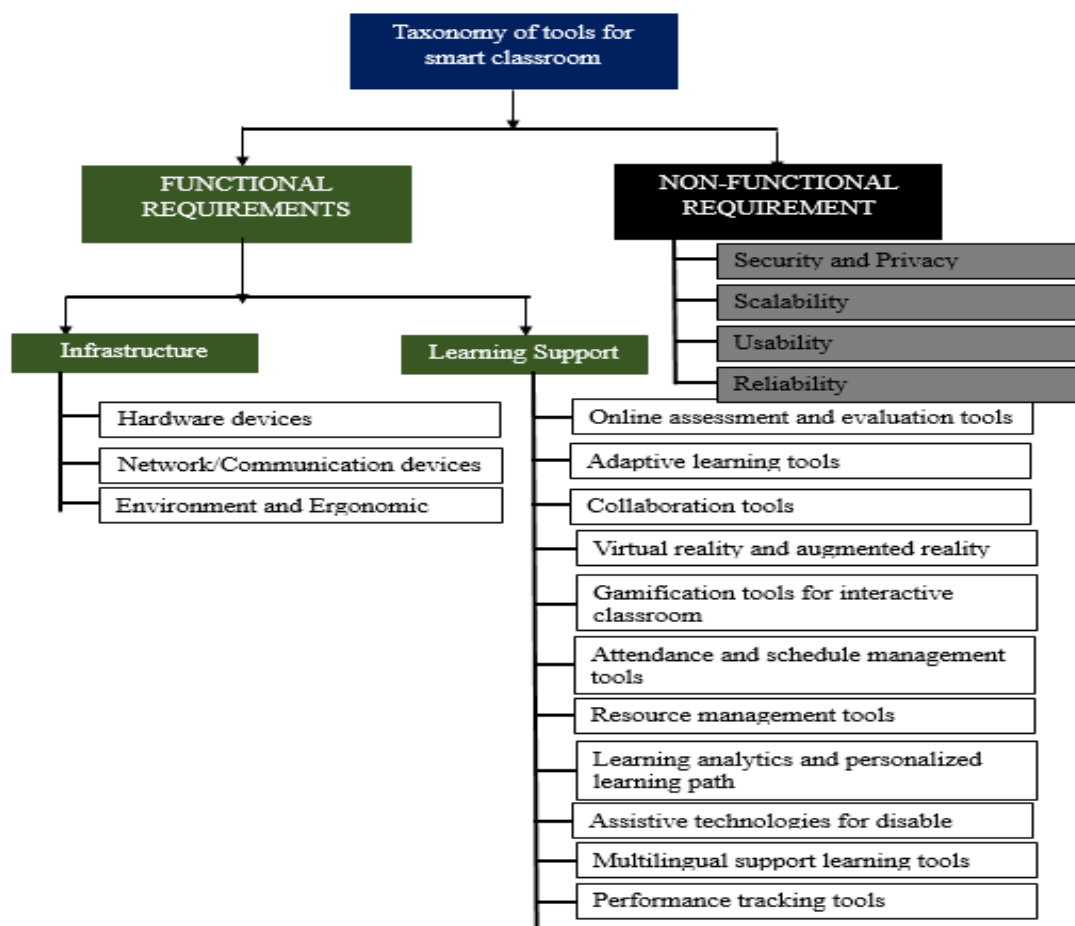 Taxonomy of tools for
smart classroom
FUNCTIONAL
REQUIREMENTS
NON-FUNCTIONAL
REQUIREMENT
Security and Privacy
Scalability
Usability
Reliability
Infrastructure
Learning Support
Hardware devices
Network/Communication devices
Environment and Ergonomic
Online assessment and evaluation tools
Adaptive learning tools
Collaboration tools
Virtual reality and augmented reality
Gamification tools for interactive
classroom
Attendance and schedule management
tools
Resource management tools
Learning analytics and personalized
learning path
Assistive technologies for disable
Multilingual support learning tools
Performance tracking tools